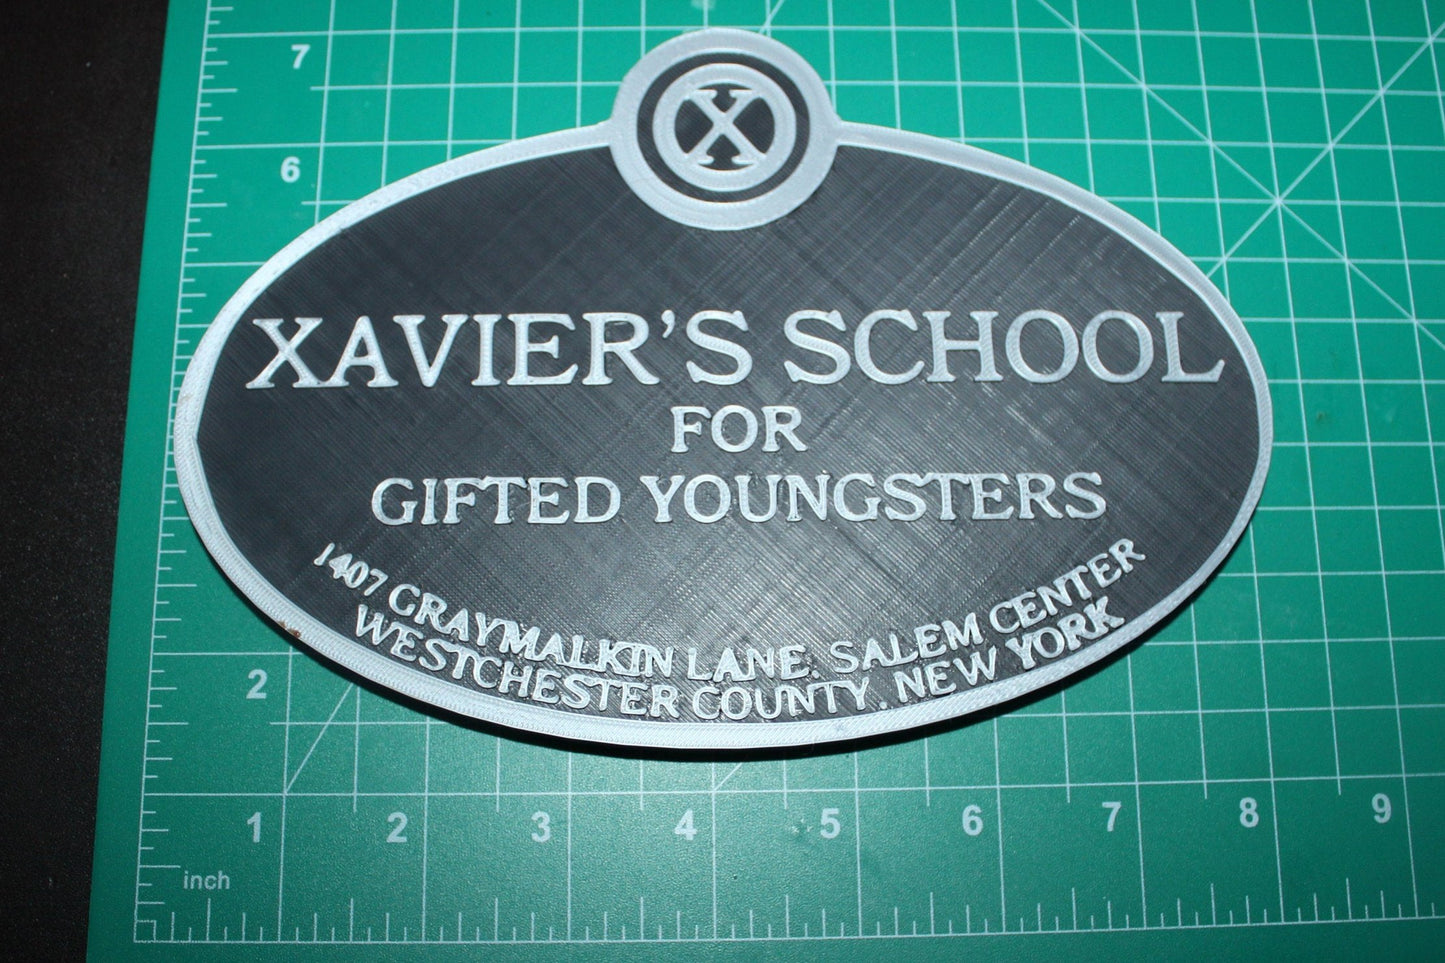 7
6
X
XAVIER'S SCHOOL
FOR
GIFTED YOUNGSTERS
1407 GRAYMALKIN LANE. SALEM CENTER
WESTCHESTER COUNTY. NEW YORK
2
1 2 3 4 5 6 7 8 9
inch